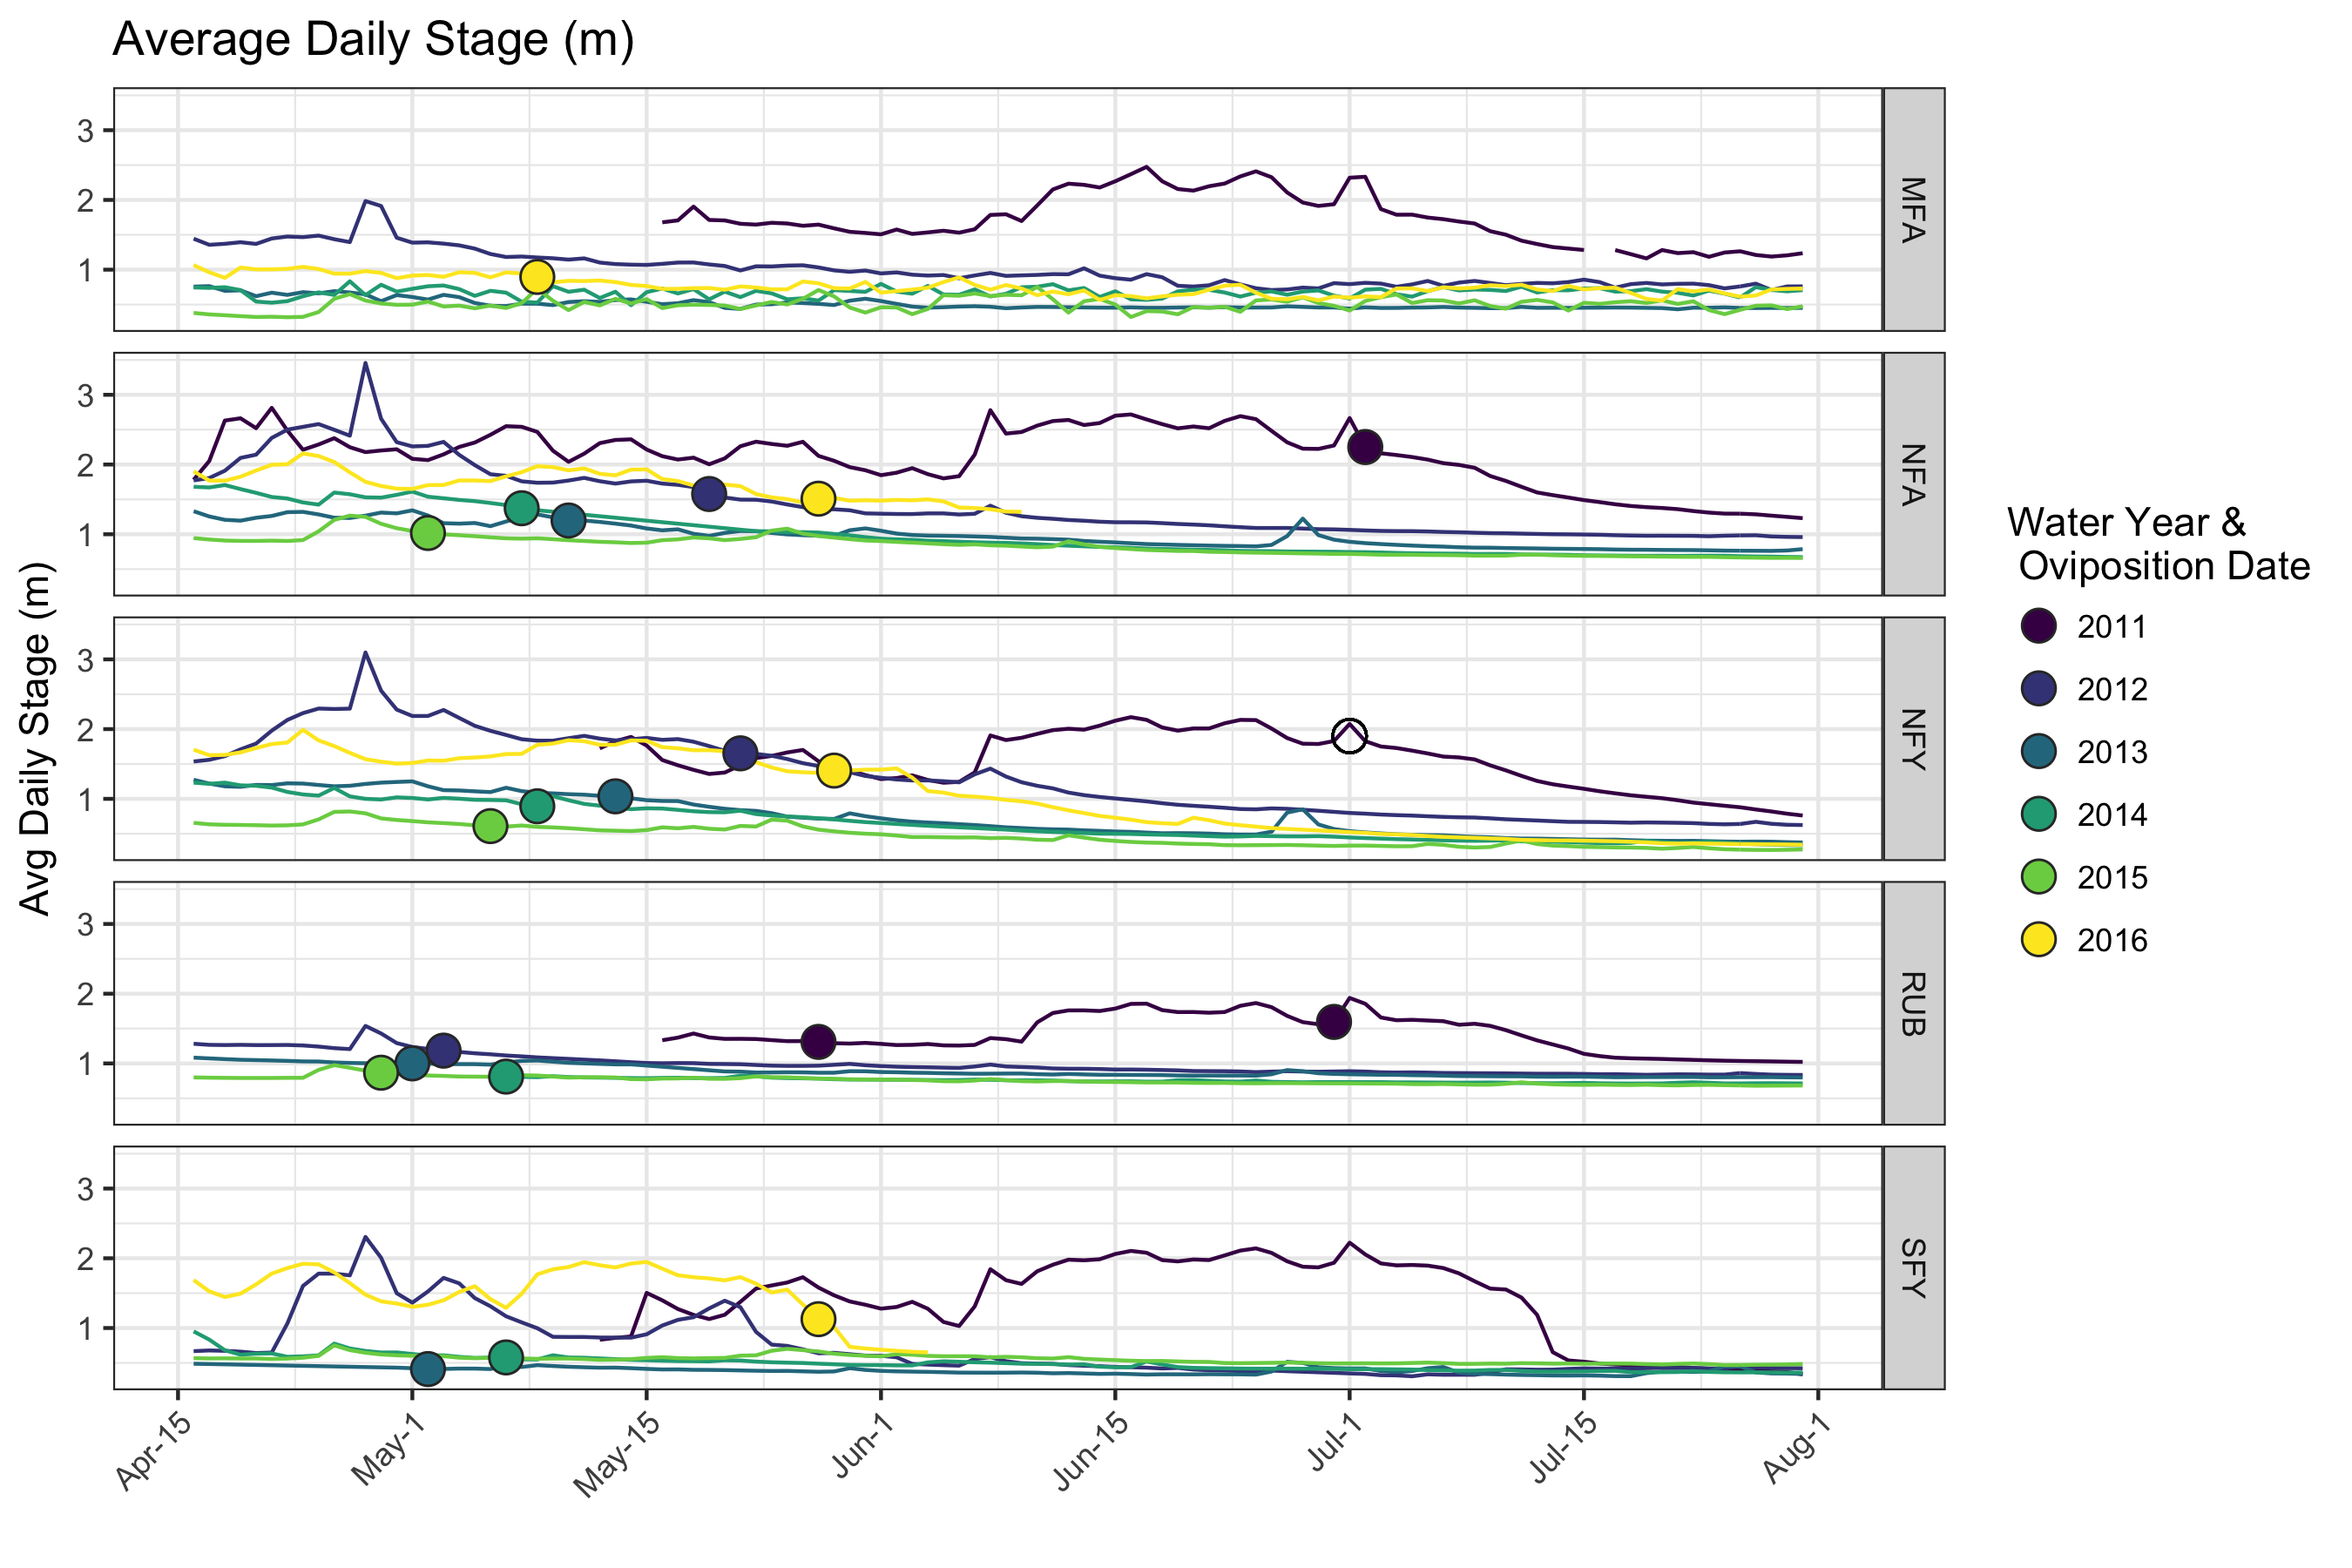 Average Daily Stage (m)
Avg Daily Stage (m)
3
2
1
MFA
3
2
1
NFA
3
2
1
NFY
3
2
1
RUB
3
2
1
SFY
Apr-15
May-1
May-15
Jun-1
Jun-15
Jul-1
Jul-15
Aug-1
Water Year &
Oviposition Date
2011
2012
2013
2014
2015
2016